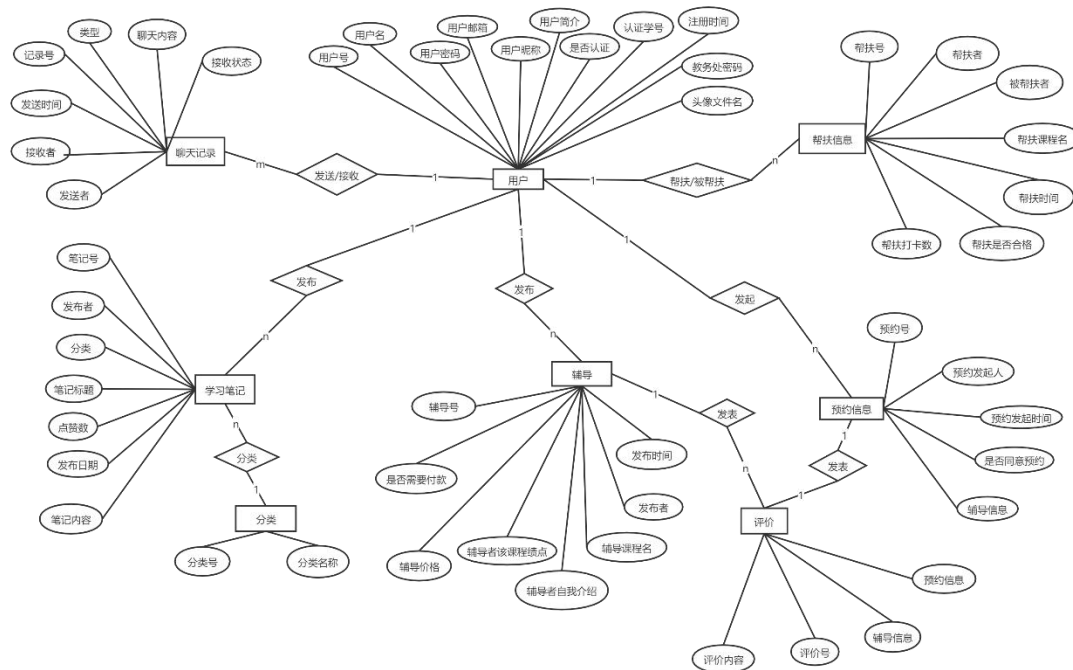 类型
聊天内容
记录号
接收状态
发送时间
接收者
发送者
聊天记录
m
发送/接收
1
用户号
用户名
用户密码
用户邮箱
用户昵称
用户简介
是否认证
认证学号
注册时间
教务处密码
头像文件名
用户
1
帮扶/被帮扶
n
帮扶信息
帮扶号
帮扶者
被帮扶者
帮扶课程名
帮扶时间
帮扶是否合格
帮扶打卡数
1
发布
n
1
发布
n
1
发起
n
笔记号
发布者
分类
笔记标题
点赞数
发布日期
笔记内容
学习笔记
n
分类
1
分类
分类号
分类名称
辅导
辅导号
是否需要付款
辅导价格
辅导者该课程绩点
辅导者自我介绍
辅导课程名
发布者
发布时间
1
发表
n
预约信息
预约号
预约发起人
预约发起时间
是否同意预约
辅导信息
1
发表
1
评价
预约信息
辅导信息
评价号
评价内容